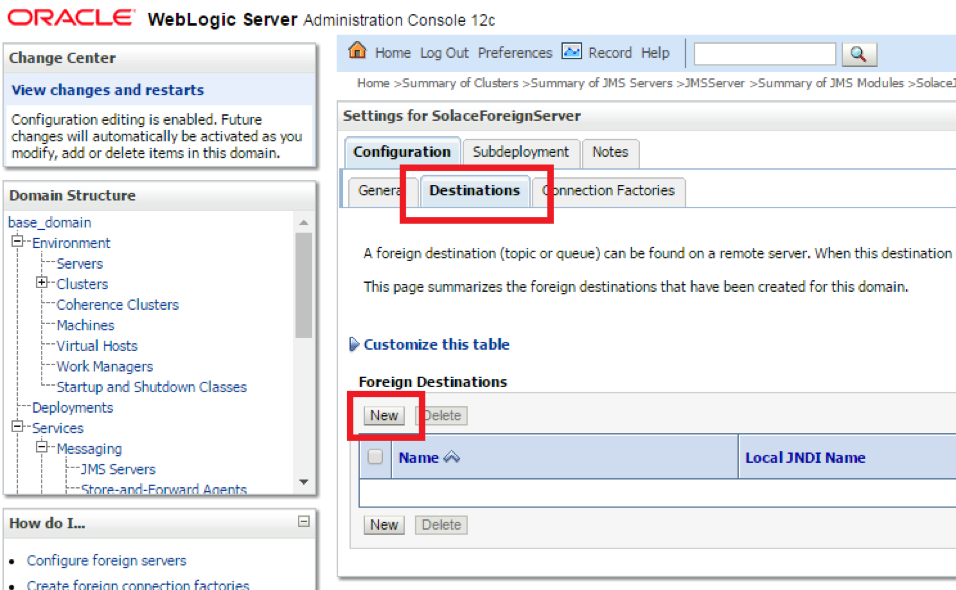 ORACLE WebLogic Server Administration Console 12c
Change Center
View changes and restarts
Configuration editing is enabled. Future
changes will automatically be activated as you
modify, add or delete items in this domain.
Domain Structure
base_domain
Environment
Servers
Clusters
Coherence Clusters
Machines
Virtual Hosts
Work Managers
Startup and Shutdown Classes
Deployments
Services
Messaging
JMS Servers
Store-and-Forward Agents
How do I...
Configure foreign servers
Create foreign connection factories
Home Log Out Preferences Record Help
Home >Summary of Clusters >Summary of JMS Servers >JMSServer >Summary of JMS Modules >SolaceJ
Settings for SolaceForeignServer
Configuration Subdeployment Notes
General Destinations Connection Factories
A foreign destination (topic or queue) can be found on a remote server. When this destination
This page summarizes the foreign destinations that have been created for this domain.
Customize this table
Foreign Destinations
New Delete
Name Local JNDI Name
New Delete